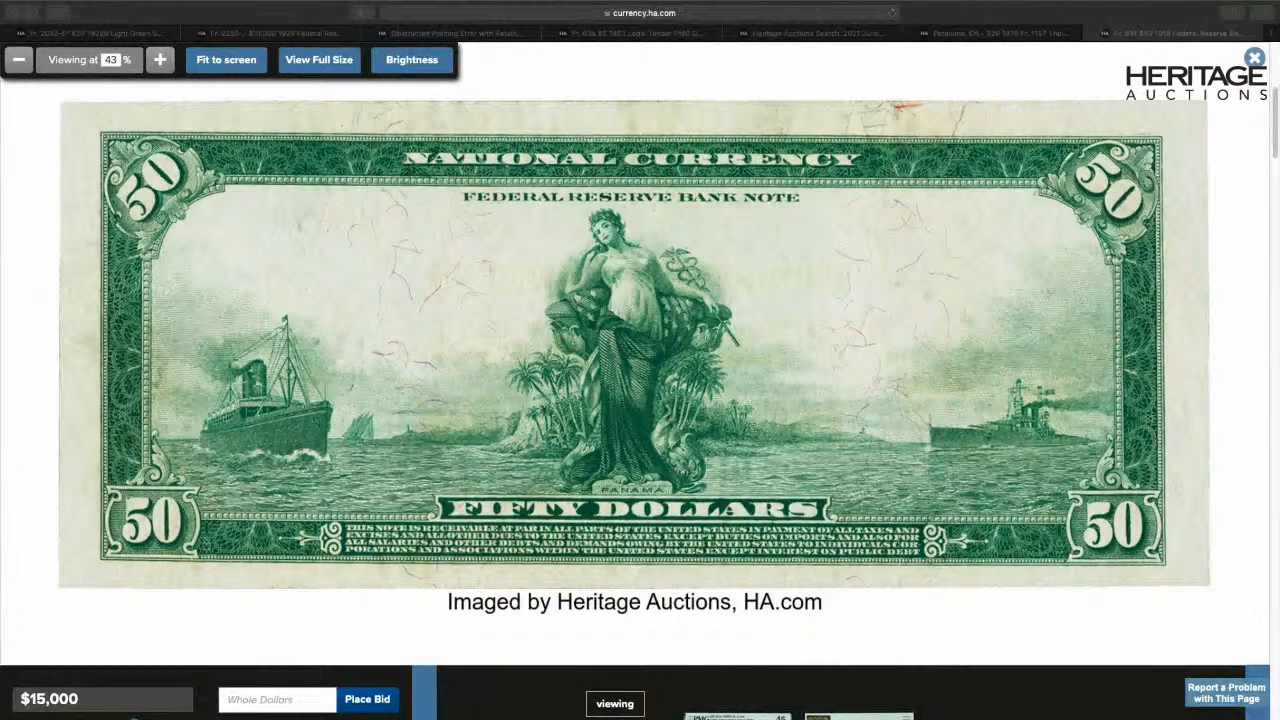 currency.ha.com
Viewing at 43 %
Fit to screen
View Full Size
Brightness
HERITAGE
AUCTIONS
50
NATIONAL CURRENCY
50
FEDERAL RESERVE BANK NOTE
PANAMA
50
FIFTY DOLLARS
50
THIS NOTE IS RECEIVABLE AT PAR IN ALL PARTS OF THE UNITED STATES IN PAYMENT OF ALL TAXES AND
EXCISES AND ALL OTHER DUES TO THE UNITED STATES EXCEPT DUTIES ON IMPORTS AND ALSO FOR
ALL SALARIES AND OTHER DEBTS AND DEMANDS OWING BY THE UNITED STATES TO INDIVIDUALS COR-
PORATIONS AND ASSOCIATIONS WITHIN THE UNITED STATES EXCEPT INTEREST ON PUBLIC DEBT
Imaged by Heritage Auctions, HA.com
$15,000
Whole Dollars
Place Bid
viewing
Report a Problem
with This Page